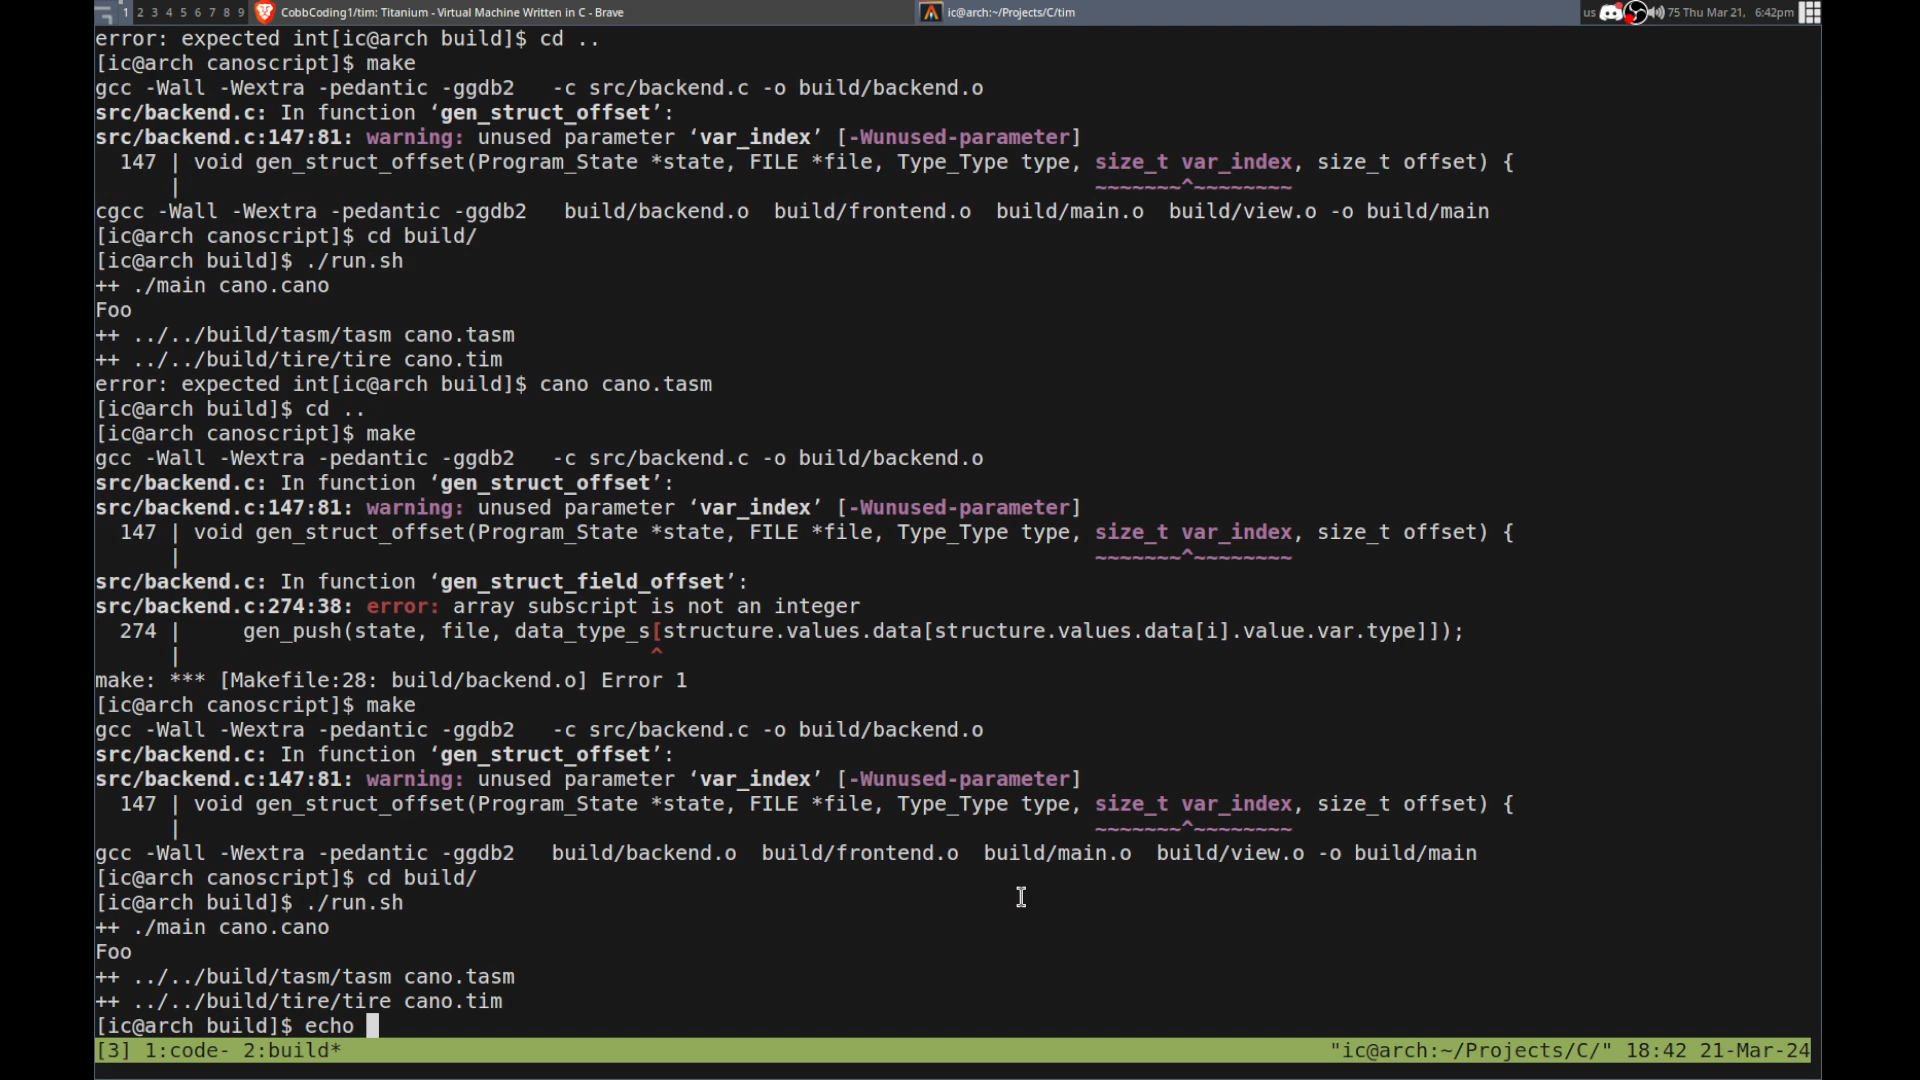 1 2 3 4 5 6 7 8 9 CobbCoding1/tim: Titanium - Virtual Machine Written in C - Brave ic@arch:~/Projects/C/tim us 75 Thu Mar 21, 6:42pm
error: expected int[ic@arch build]$ cd ..
[ic@arch canoscript]$ make
gcc -Wall -Wextra -pedantic -ggdb2   -c src/backend.c -o build/backend.o
src/backend.c: In function ‘gen_struct_offset’:
src/backend.c:147:81: warning: unused parameter ‘var_index’ [-Wunused-parameter]
  147 | void gen_struct_offset(Program_State *state, FILE *file, Type_Type type, size_t var_index, size_t offset) {
      |                                                                          ~~~~~~~^~~~~~~~~
cgcc -Wall -Wextra -pedantic -ggdb2   build/backend.o  build/frontend.o  build/main.o  build/view.o -o build/main
[ic@arch canoscript]$ cd build/
[ic@arch build]$ ./run.sh
++ ./main cano.cano
Foo
++ ../../build/tasm/tasm cano.tasm
++ ../../build/tire/tire cano.tim
error: expected int[ic@arch build]$ cano cano.tasm
[ic@arch build]$ cd ..
[ic@arch canoscript]$ make
gcc -Wall -Wextra -pedantic -ggdb2   -c src/backend.c -o build/backend.o
src/backend.c: In function ‘gen_struct_offset’:
src/backend.c:147:81: warning: unused parameter ‘var_index’ [-Wunused-parameter]
  147 | void gen_struct_offset(Program_State *state, FILE *file, Type_Type type, size_t var_index, size_t offset) {
      |                                                                          ~~~~~~~^~~~~~~~~
src/backend.c: In function ‘gen_struct_field_offset’:
src/backend.c:274:38: error: array subscript is not an integer
  274 |     gen_push(state, file, data_type_s[structure.values.data[structure.values.data[i].value.var.type]]);
      |                                      ^
make: *** [Makefile:28: build/backend.o] Error 1
[ic@arch canoscript]$ make
gcc -Wall -Wextra -pedantic -ggdb2   -c src/backend.c -o build/backend.o
src/backend.c: In function ‘gen_struct_offset’:
src/backend.c:147:81: warning: unused parameter ‘var_index’ [-Wunused-parameter]
  147 | void gen_struct_offset(Program_State *state, FILE *file, Type_Type type, size_t var_index, size_t offset) {
      |                                                                          ~~~~~~~^~~~~~~~~
gcc -Wall -Wextra -pedantic -ggdb2   build/backend.o  build/frontend.o  build/main.o  build/view.o -o build/main
[ic@arch canoscript]$ cd build/
[ic@arch build]$ ./run.sh
++ ./main cano.cano
Foo
++ ../../build/tasm/tasm cano.tasm
++ ../../build/tire/tire cano.tim
[ic@arch build]$ echo
[3] 1:code- 2:build* "ic@arch:~/Projects/C/" 18:42 21-Mar-24